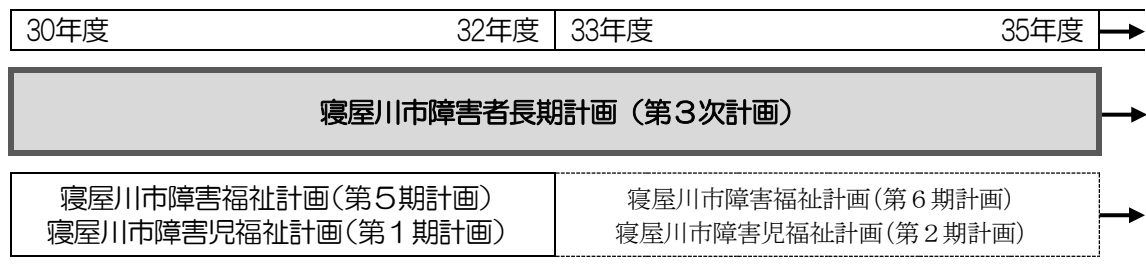 30年度 32年度 33年度 35年度
寝屋川市障害者長期計画（第３次計画）
寝屋川市障害福祉計画(第５期計画)
寝屋川市障害児福祉計画(第１期計画)
寝屋川市障害福祉計画(第６期計画)
寝屋川市障害児福祉計画(第２期計画)